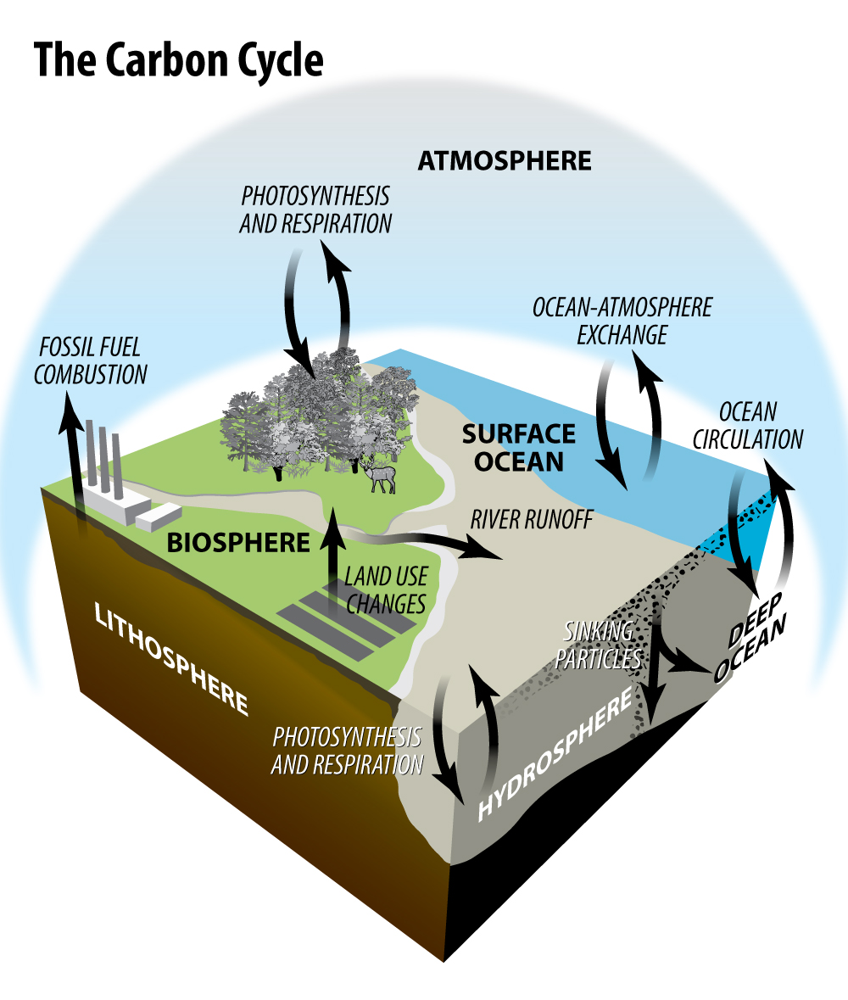 The Carbon Cycle
ATMOSPHERE
PHOTOSYNTHESIS
AND RESPIRATION
OCEAN-ATMOSPHERE
EXCHANGE
FOSSIL FUEL
COMBUSTION
OCEAN
CIRCULATION
SURFACE
OCEAN
RIVER RUNOFF
BIOSPHERE
LAND USE
CHANGES
LITHOSPHERE
SINKING
PARTICLES
DEEP
OCEAN
PHOTOSYNTHESIS
AND RESPIRATION
HYDROSPHERE